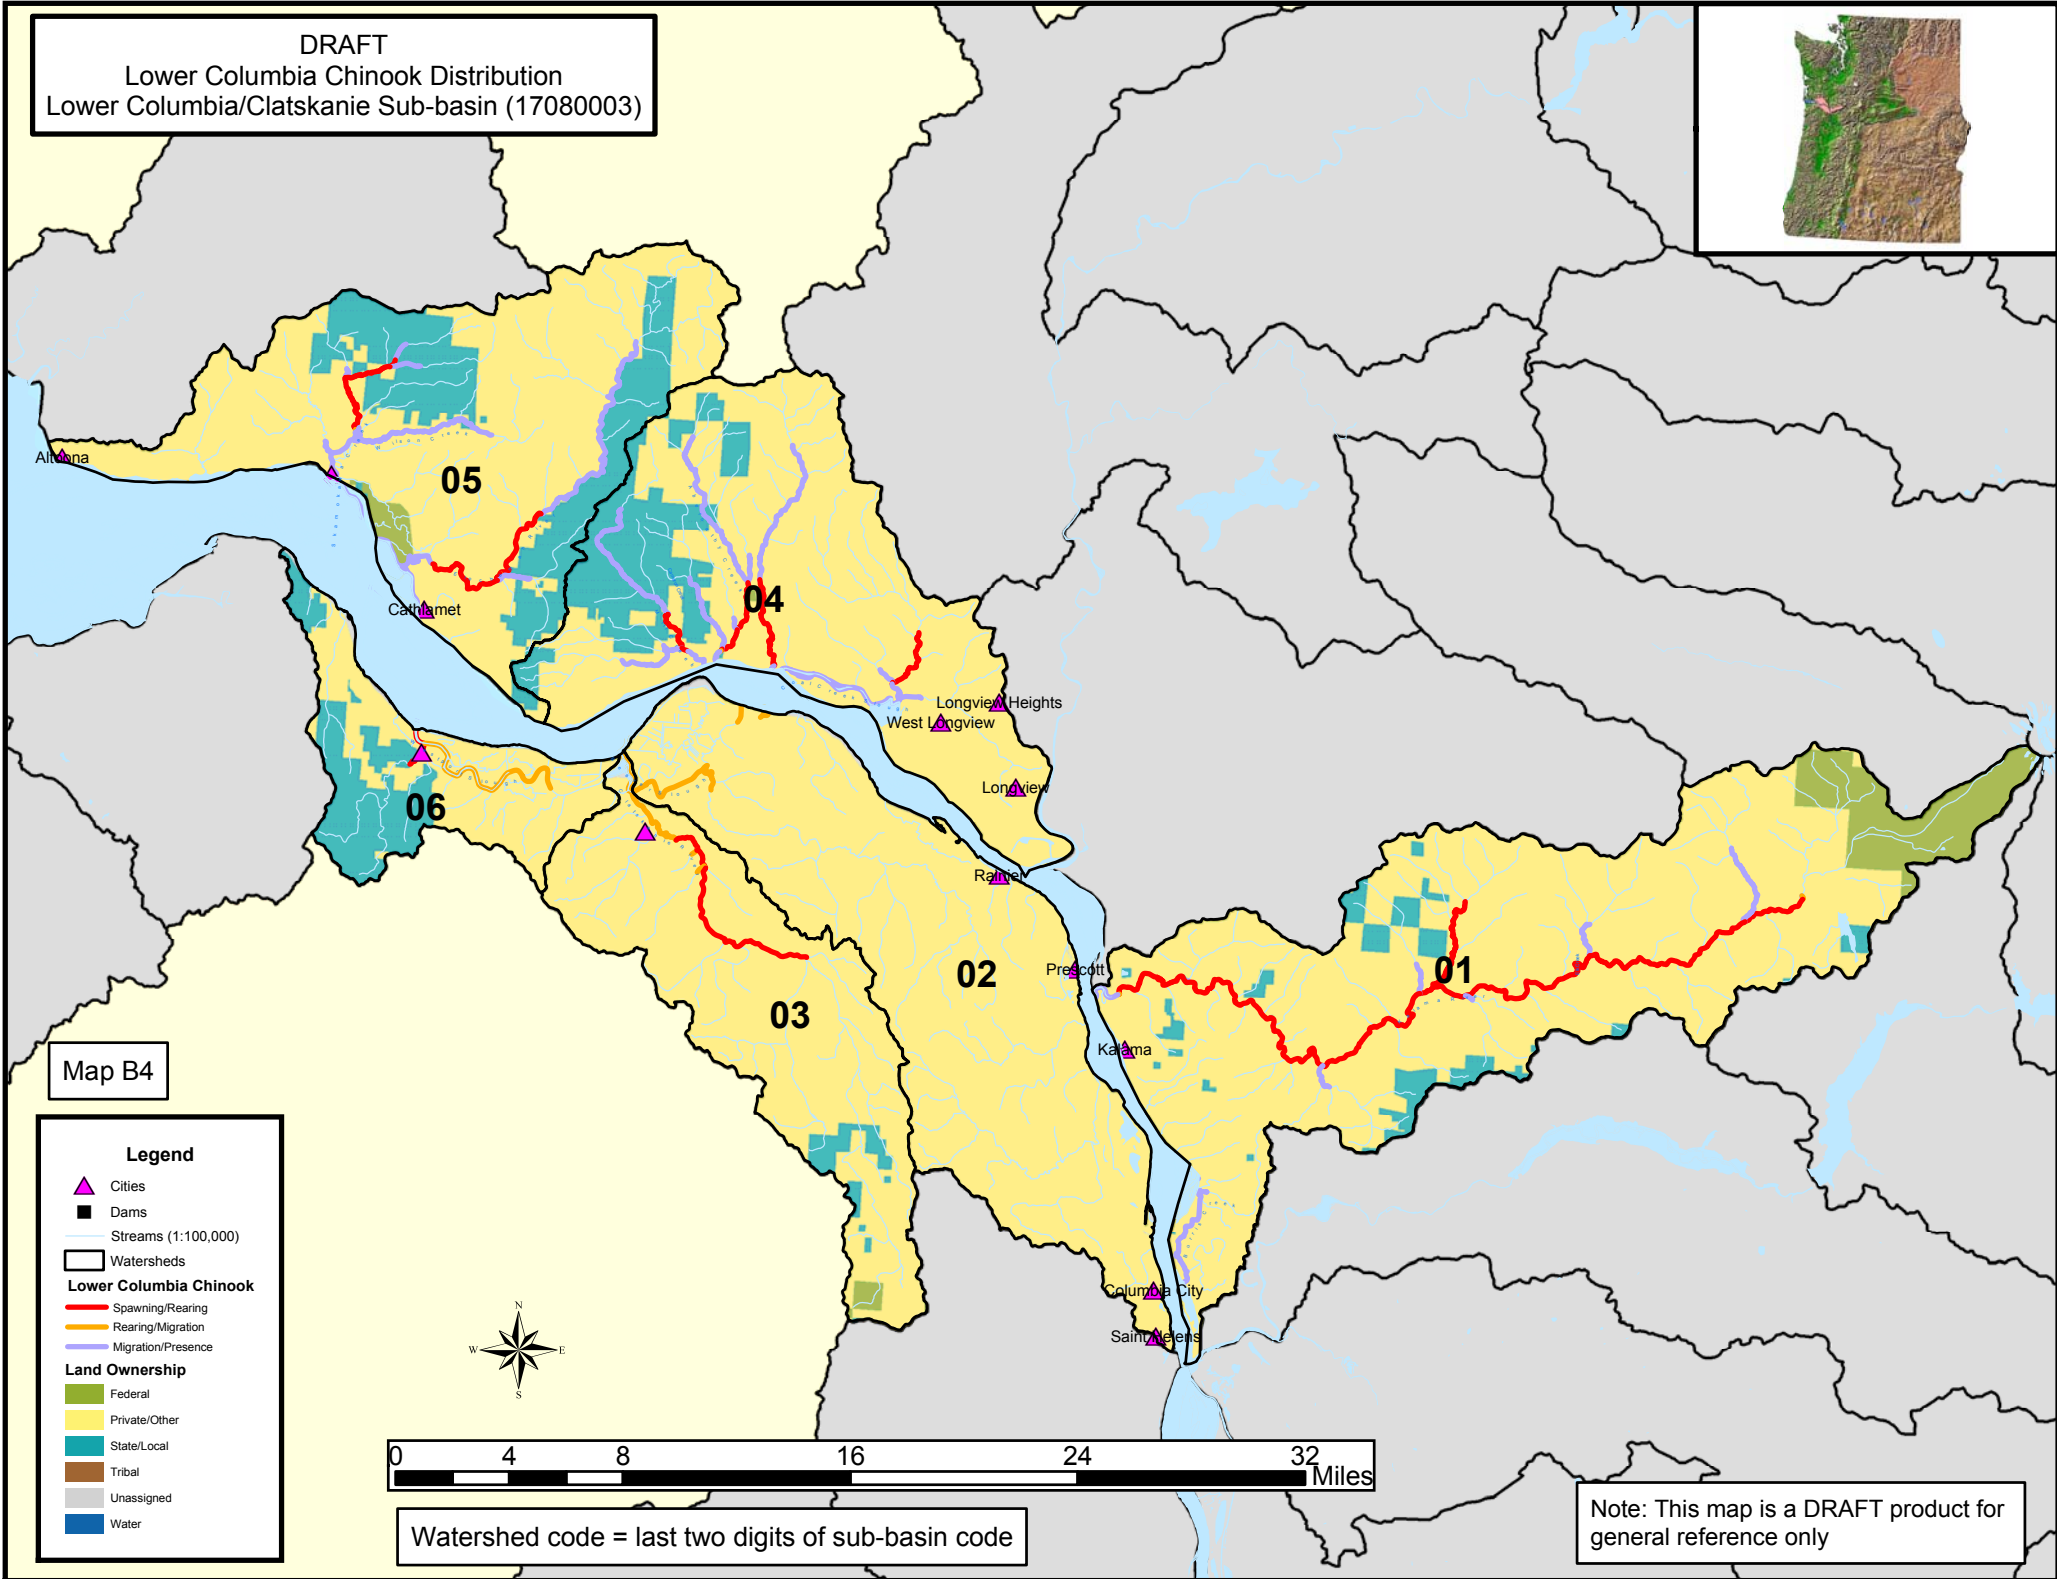 DRAFT
Lower Columbia Chinook Distribution
Lower Columbia/Clatskanie Sub-basin (17080003)
Altoona
05
04
Cathlamet
Longview Heights
West Longview
Longview
06
Rainier
01
02
Prescott
03
Kalama
Map B4
Columbia City
Saint Helens
Legend
Cities
Dams
Streams (1:100,000)
Watersheds
Lower Columbia Chinook
Spawning/Rearing
Rearing/Migration
Migration/Presence
Land Ownership
Federal
Private/Other
State/Local
Tribal
Unassigned
Water
N
W E
S
0 4 8 16 24 32
Miles
Watershed code = last two digits of sub-basin code
Note: This map is a DRAFT product for
general reference only